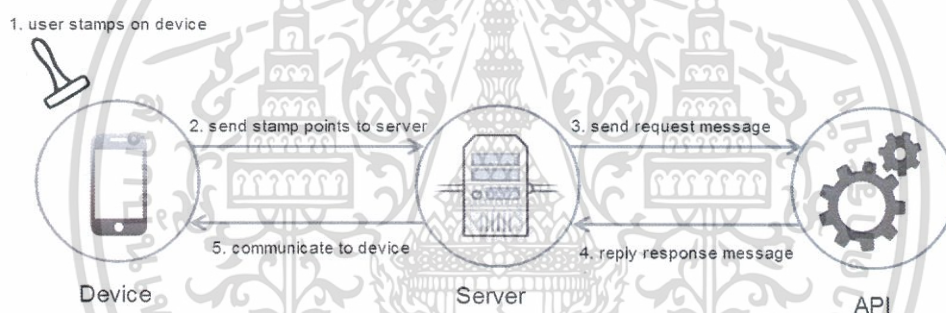 1. user stamps on device
2. send stamp points to server
3. send request message
5. communicate to device
4. reply response message
Device
Server
API